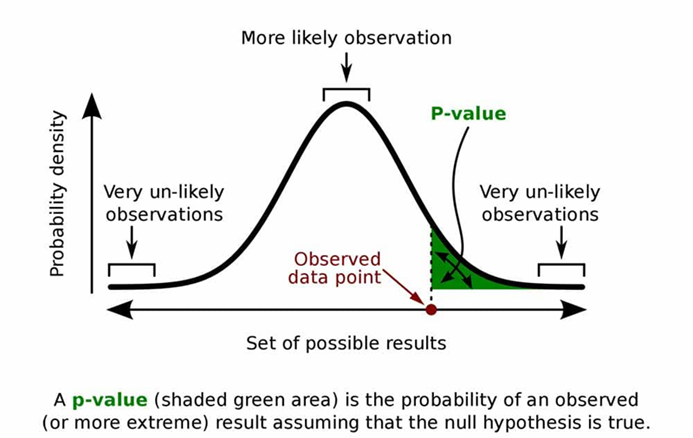 More likely observation
P-value
Probability density
Very un-likely
observations
Very un-likely
observations
Observed
data point
Set of possible results
A p-value (shaded green area) is the probability of an observed
(or more extreme) result assuming that the null hypothesis is true.